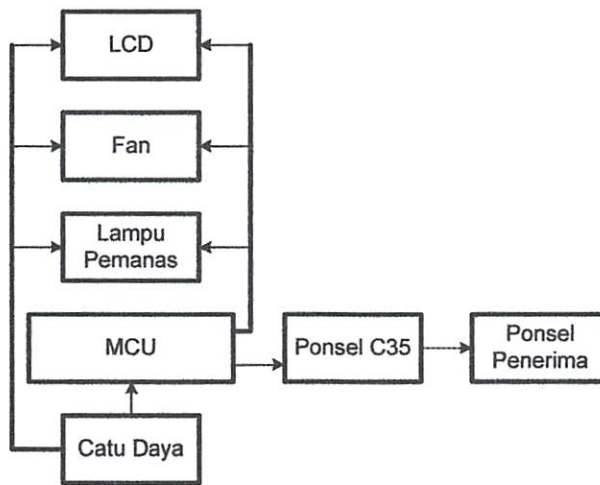 LCD
Fan
Lampu
Pemanas
MCU
Ponsel C35
Ponsel
Penerima
Catu Daya